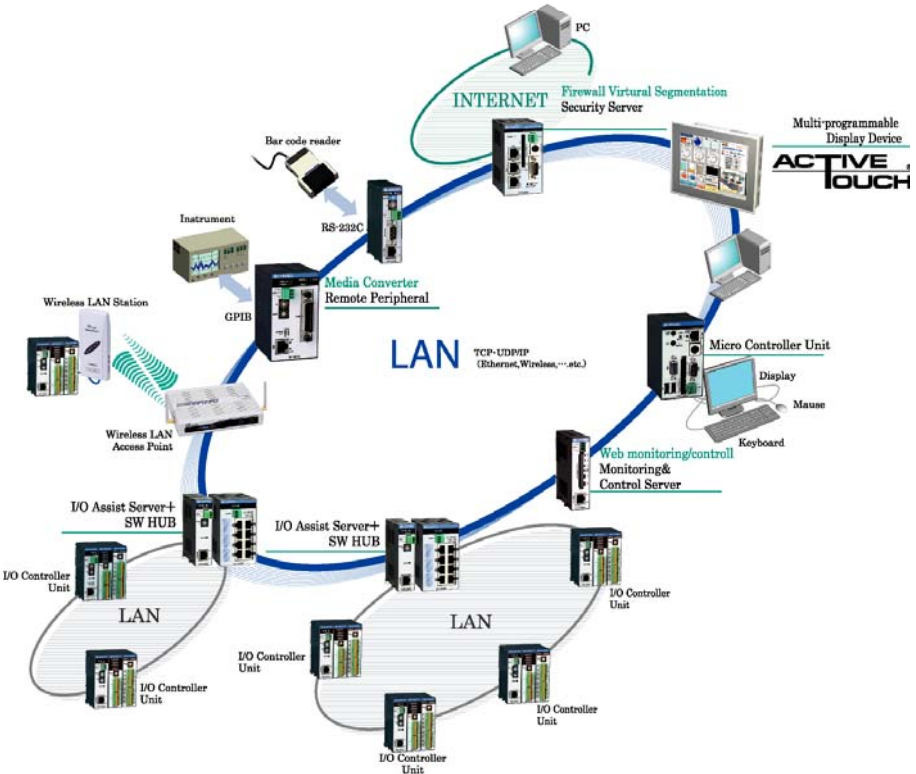 PC
INTERNET
Firewall Virtural Segmentation
Security Server
Multi-programmable
Display Device
ACTIVE
TOUCH
Bar code reader
RS-232C
Instrument
GPIB
Media Converter
Remote Peripheral
Wireless LAN Station
LAN
TCP·UDP/IP
(Ethernet,Wireless,···.etc.)
Micro Controller Unit
Display
Mause
Keyboard
Wireless LAN
Access Point
Web monitoring/controll
Monitoring&
Control Server
I/O Assist Server+
SW HUB
I/O Assist Server+
SW HUB
I/O Controller
Unit
LAN
I/O Controller
Unit
I/O Controller
Unit
LAN
I/O Controller
Unit
I/O Controller
Unit
I/O Controller
Unit